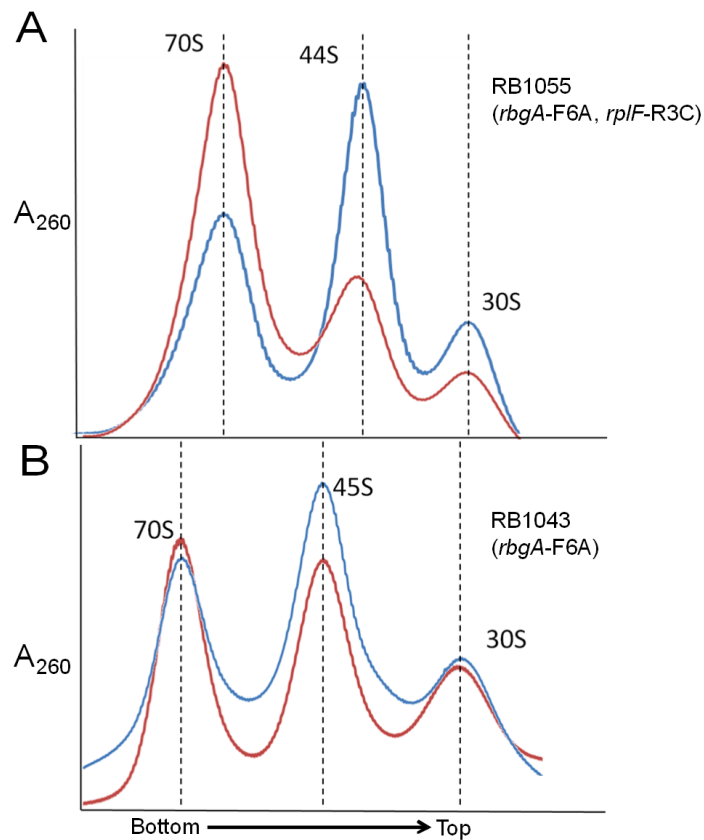 A
70S
44S
RB1055
(rbgA-F6A, rplF-R3C)
A260
30S
B
45S
70S
RB1043
(rbgA-F6A)
30S
A260
Bottom
Top